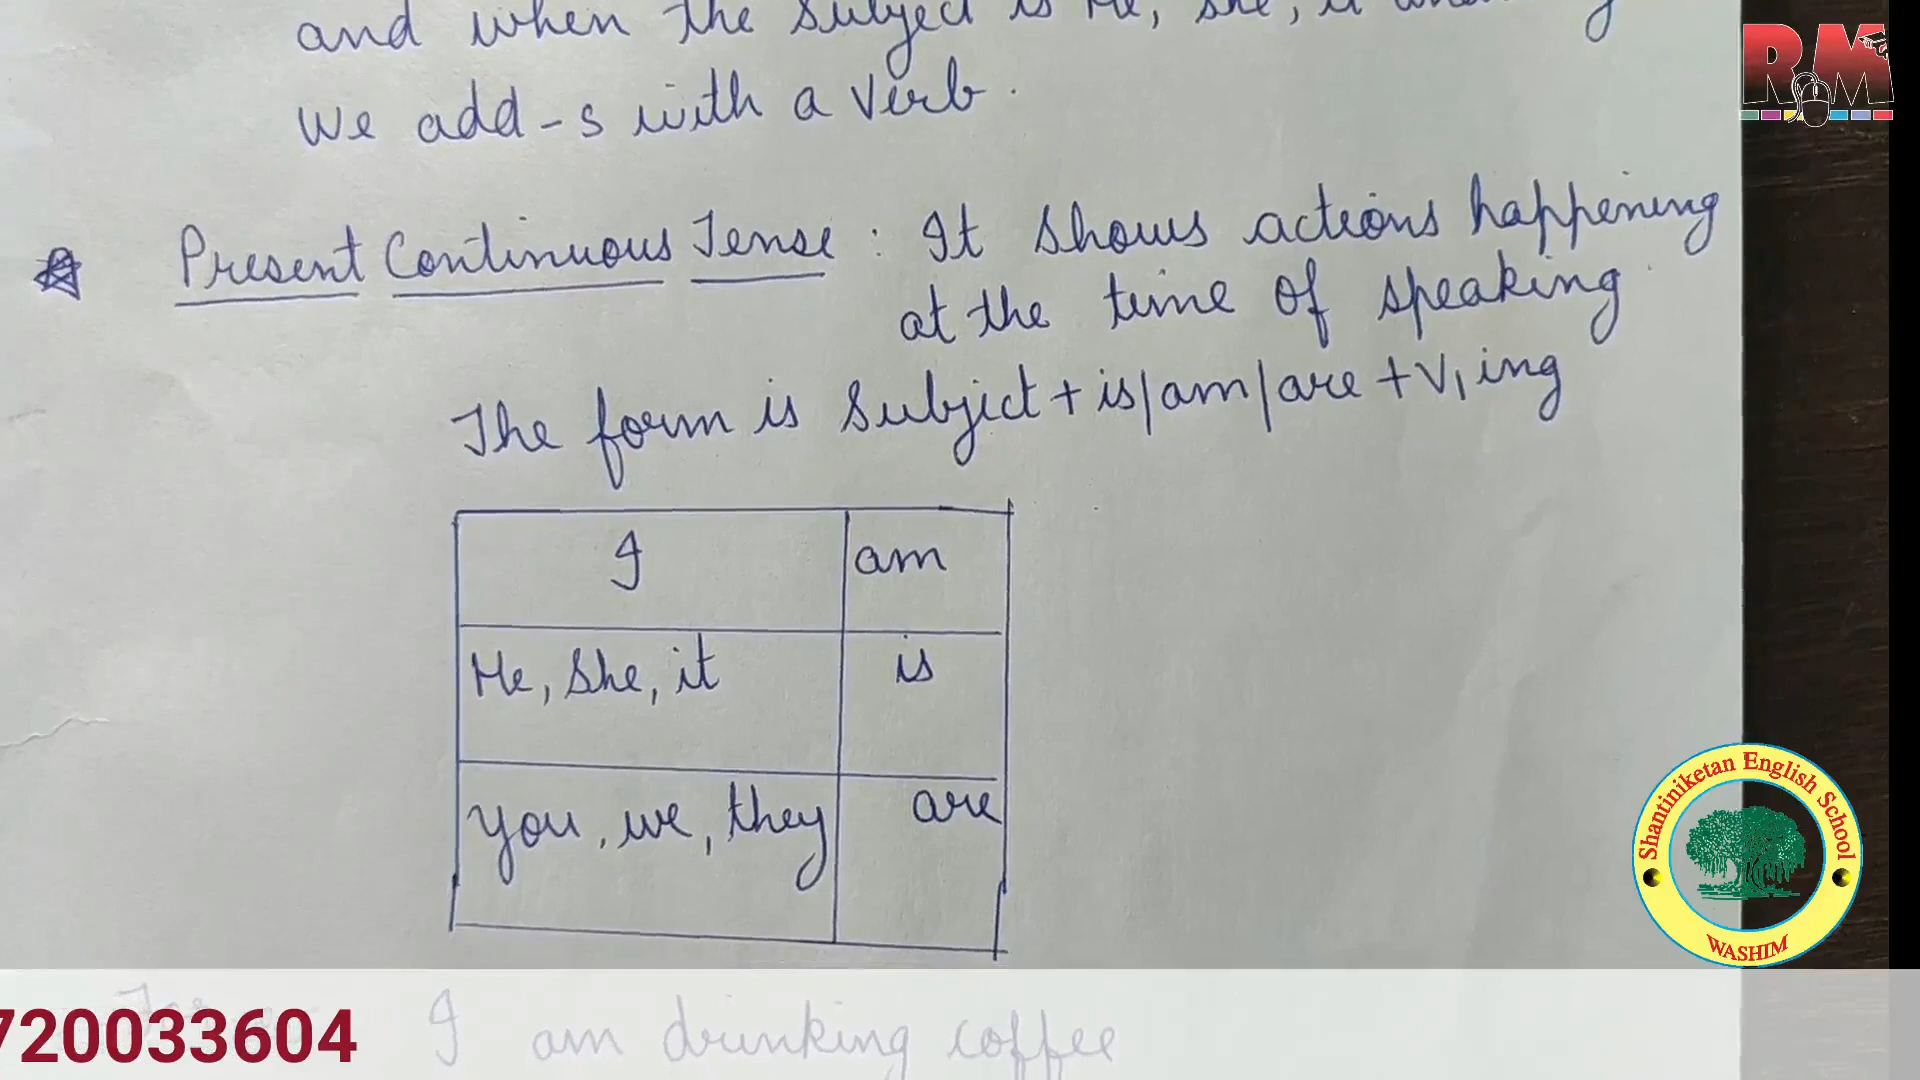 and when the subject is He, she, it
We add -s with a verb.
Present Continuous Tense : It shows actions happening
at the time of speaking
The form is Subject + is/am/are + V1 ing
I am
He, She, it is
You, we, they are
I am drinking coffee
720033604
RM
Shantiniketan English School
WASHIM